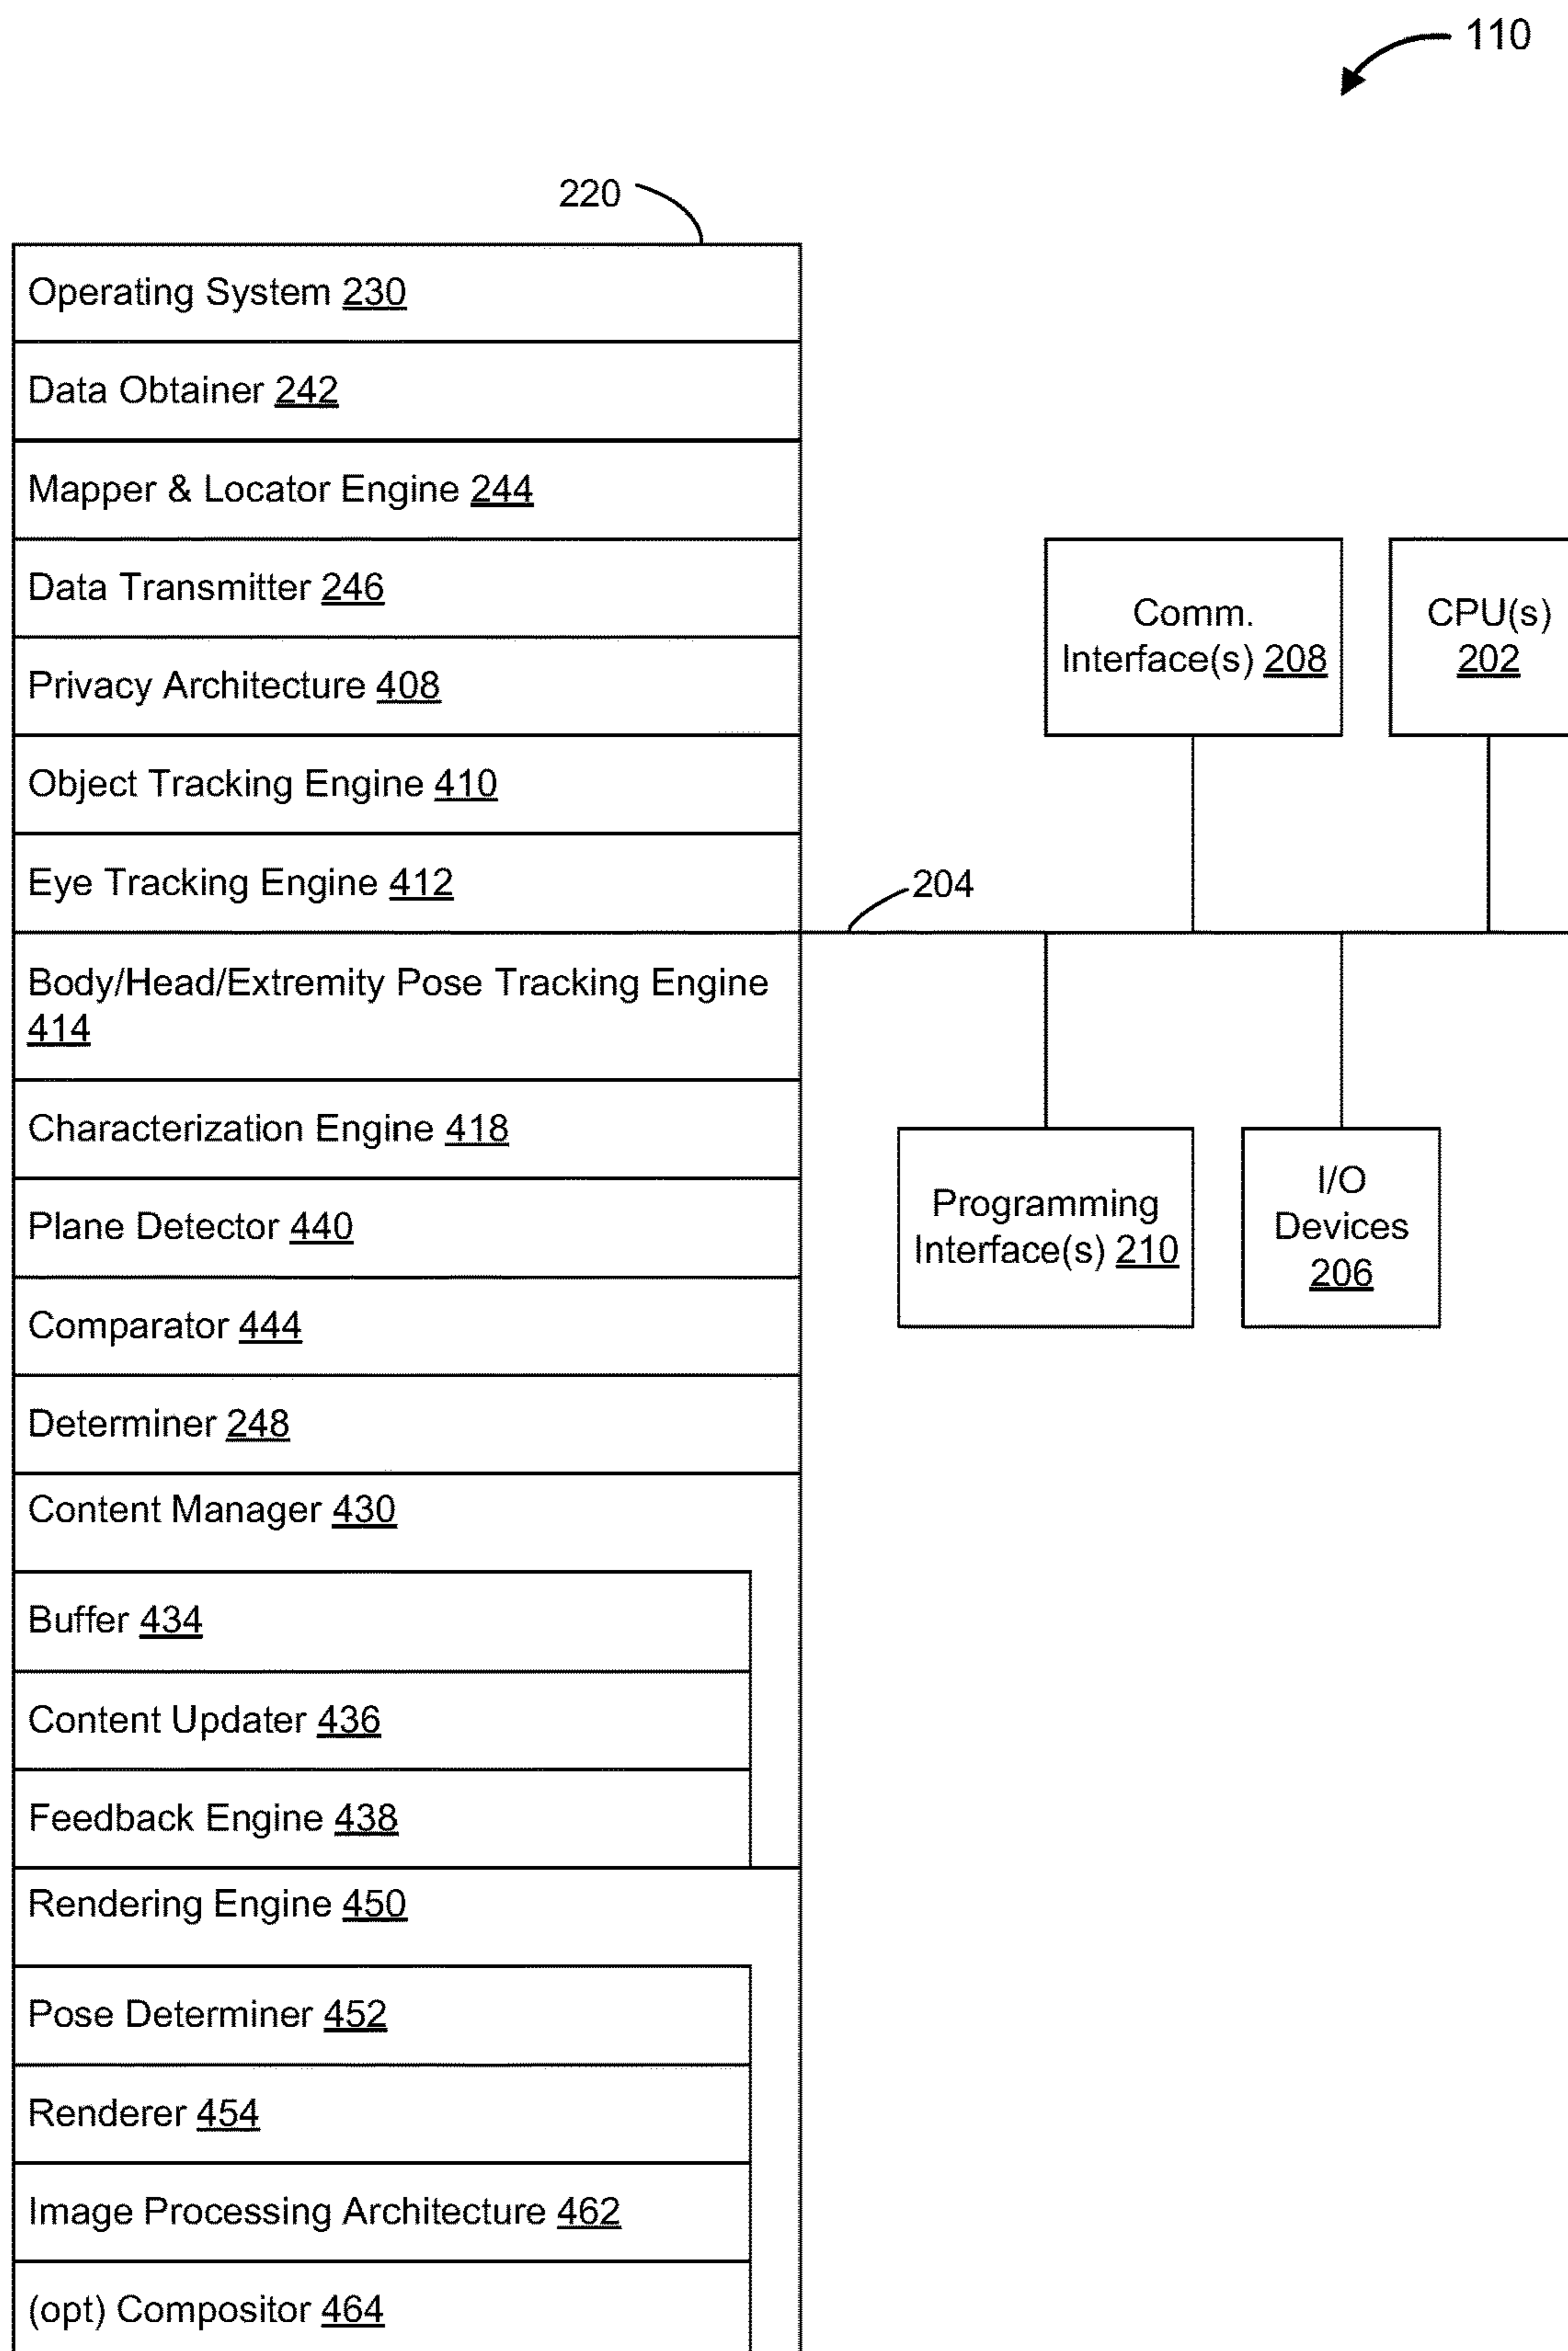 110
220
Operating System 230
Data Obtainer 242
Mapper & Locator Engine 244
Data Transmitter 246
Privacy Architecture 408
Object Tracking Engine 410
Eye Tracking Engine 412
Body/Head/Extremity Pose Tracking Engine
414
Characterization Engine 418
Plane Detector 440
Comparator 444
Determiner 248
Content Manager 430
Buffer 434
Content Updater 436
Feedback Engine 438
Rendering Engine 450
Pose Determiner 452
Renderer 454
Image Processing Architecture 462
(opt) Compositor 464
Comm.
Interface(s) 208
CPU(s)
202
204
Programming
Interface(s) 210
I/O
Devices
206